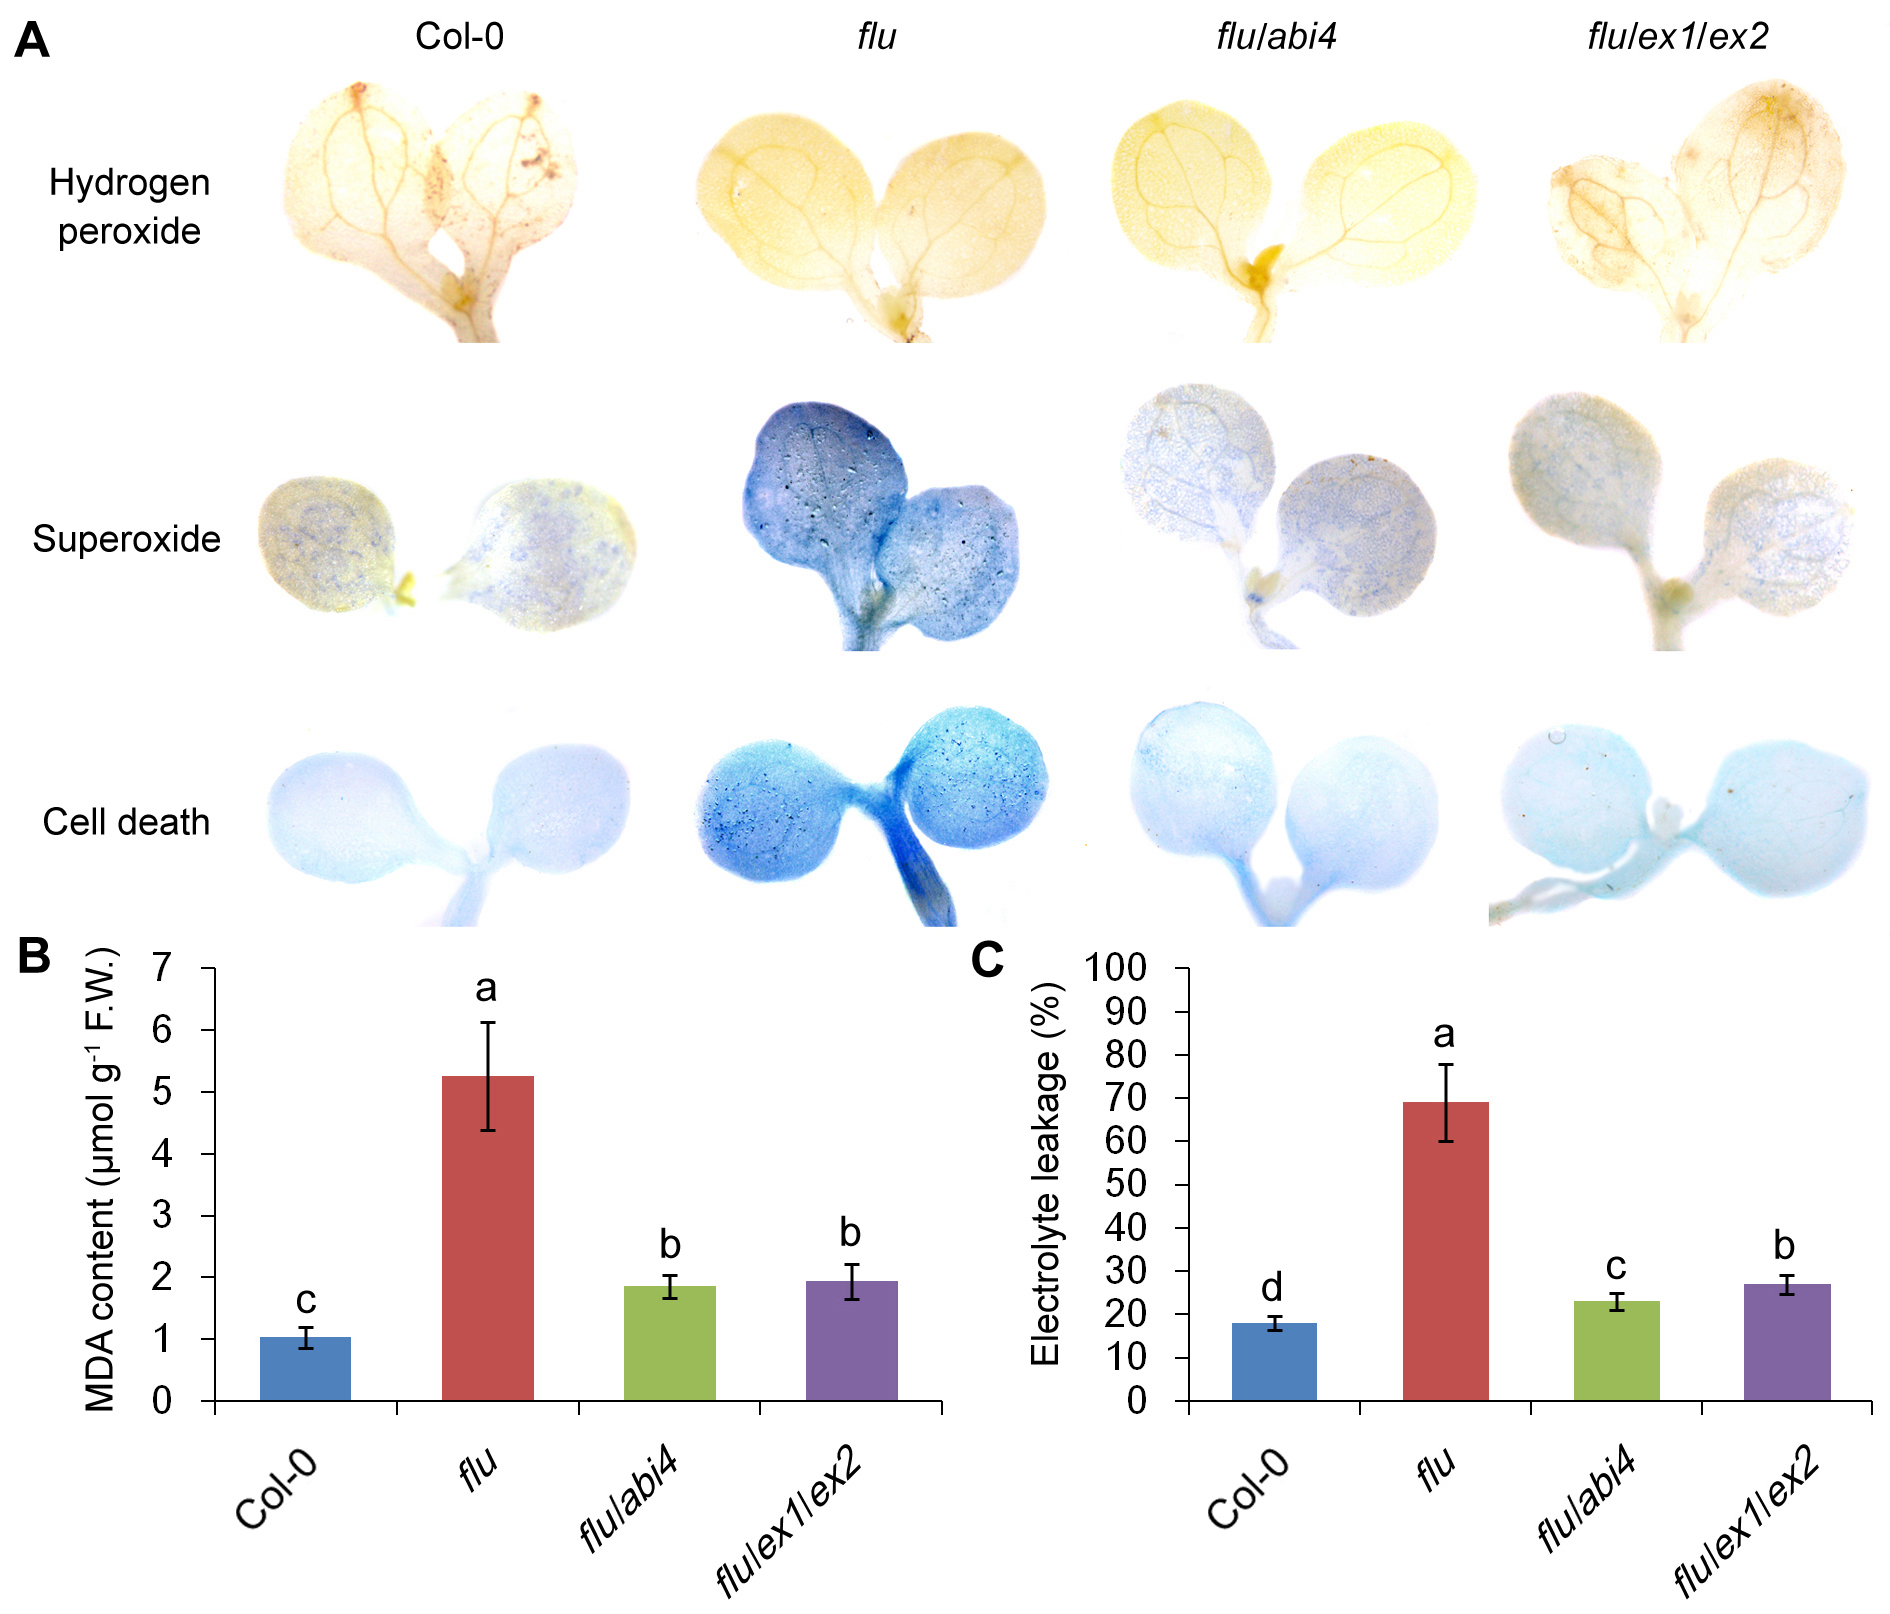 A
Col-0 flu flu/abi4 flu/ex1/ex2
Hydrogen
peroxide
Superoxide
Cell death
B
MDA content (μmol g⁻¹ F.W.)
7
6
5
4
3
2
1
0
c
a
b
b
Col-0
flu
flu/abi4
flu/ex1/ex2
C
Electrolyte leakage (%)
100
90
80
70
60
50
40
30
20
10
0
d
a
c
b
Col-0
flu
flu/abi4
flu/ex1/ex2